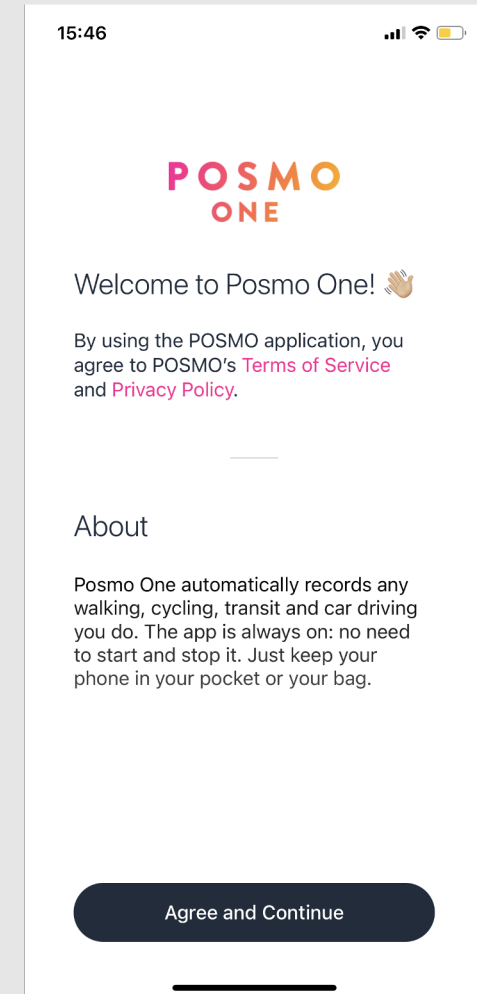 15:46
POSMO
ONE
Welcome to Posmo One! 👋🏼
By using the POSMO application, you
agree to POSMO’s Terms of Service
and Privacy Policy.
About
Posmo One automatically records any
walking, cycling, transit and car driving
you do. The app is always on: no need
to start and stop it. Just keep your
phone in your pocket or your bag.
Agree and Continue